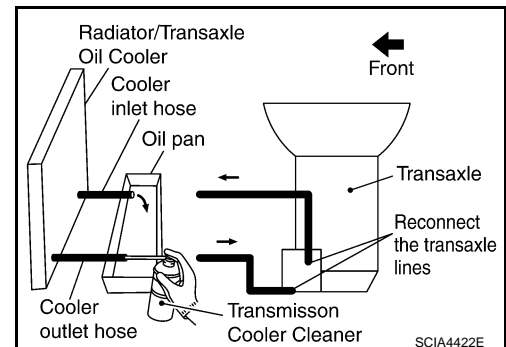 Radiator/Transaxle
Oil Cooler
Cooler
inlet hose
Oil pan
Front
Transaxle
Reconnect
the transaxle
lines
Cooler
outlet hose
Transmisson
Cooler Cleaner
SCIA4422E